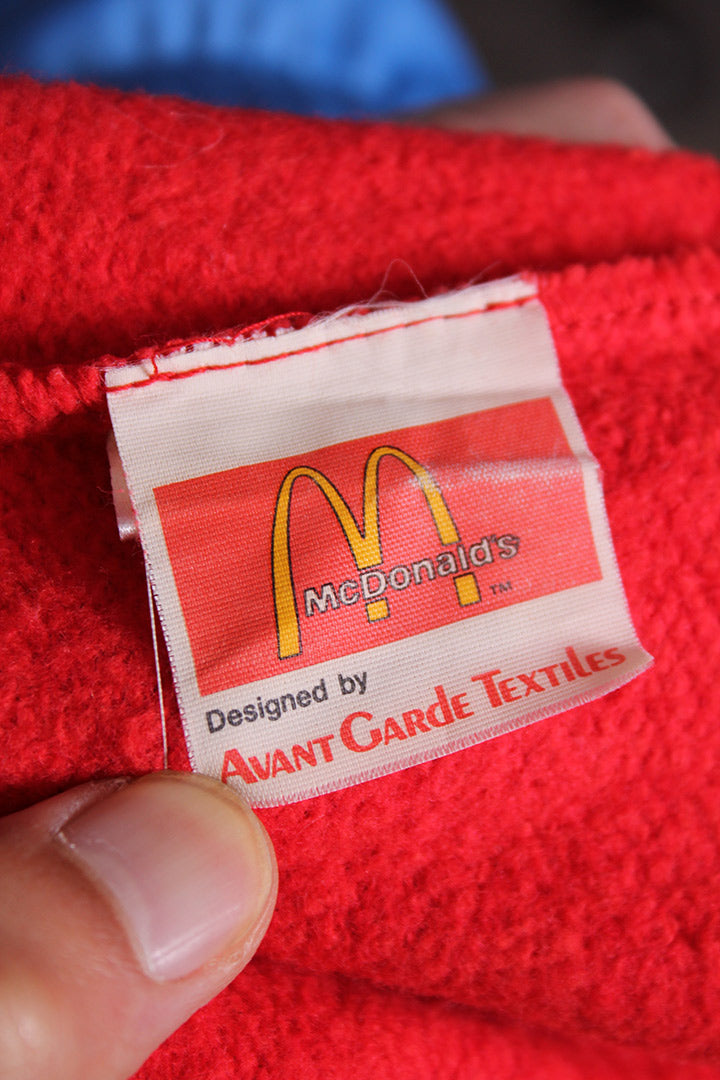 McDonald's
TM
Designed by
AVANT GARdE TEXTiLES